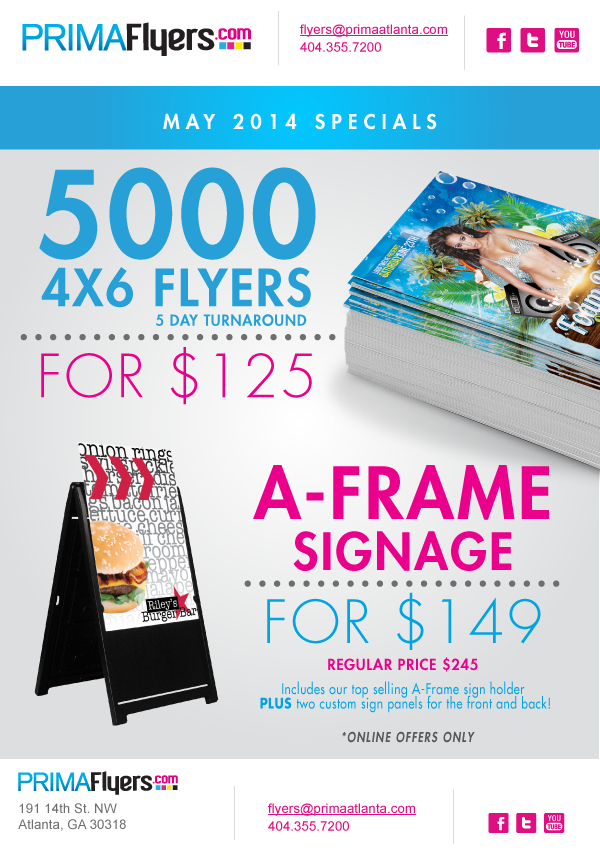 PRIMAFlyers.com
flyers@primaatlanta.com
404.355.7200
f t YOU
TUBE
MAY 2014 SPECIALS
5000
4X6 FLYERS
5 DAY TURNAROUND
FOR $125
onion rings
lettuce
Riley's
Burger Bar
A-FRAME
SIGNAGE
FOR $149
REGULAR PRICE $245
Includes our top selling A-Frame sign holder
PLUS two custom sign panels for the front and back!
*ONLINE OFFERS ONLY
PRIMAFlyers.com
191 14th St. NW
Atlanta, GA 30318
flyers@primaatlanta.com
404.355.7200
f t YOU
TUBE